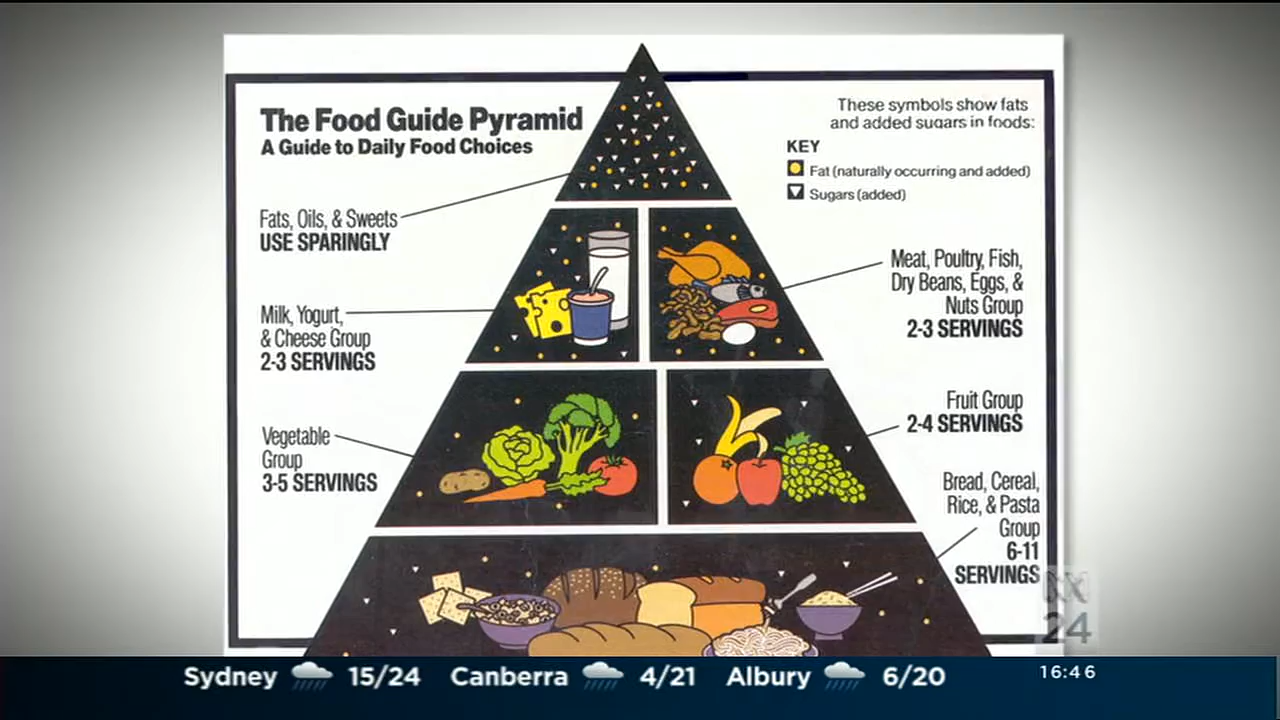 The Food Guide Pyramid
A Guide to Daily Food Choices
These symbols show fats
and added sugars in foods:
KEY
Fat (naturally occurring and added)
Sugars (added)
Fats, Oils, & Sweets
USE SPARINGLY
Milk, Yogurt,
& Cheese Group
2-3 SERVINGS
Meat, Poultry, Fish,
Dry Beans, Eggs, &
Nuts Group
2-3 SERVINGS
Vegetable
Group
3-5 SERVINGS
Fruit Group
2-4 SERVINGS
Bread, Cereal,
Rice, & Pasta
Group
6-11
SERVINGS
24
Sydney 15/24 Canberra 4/21 Albury 6/20 16:46